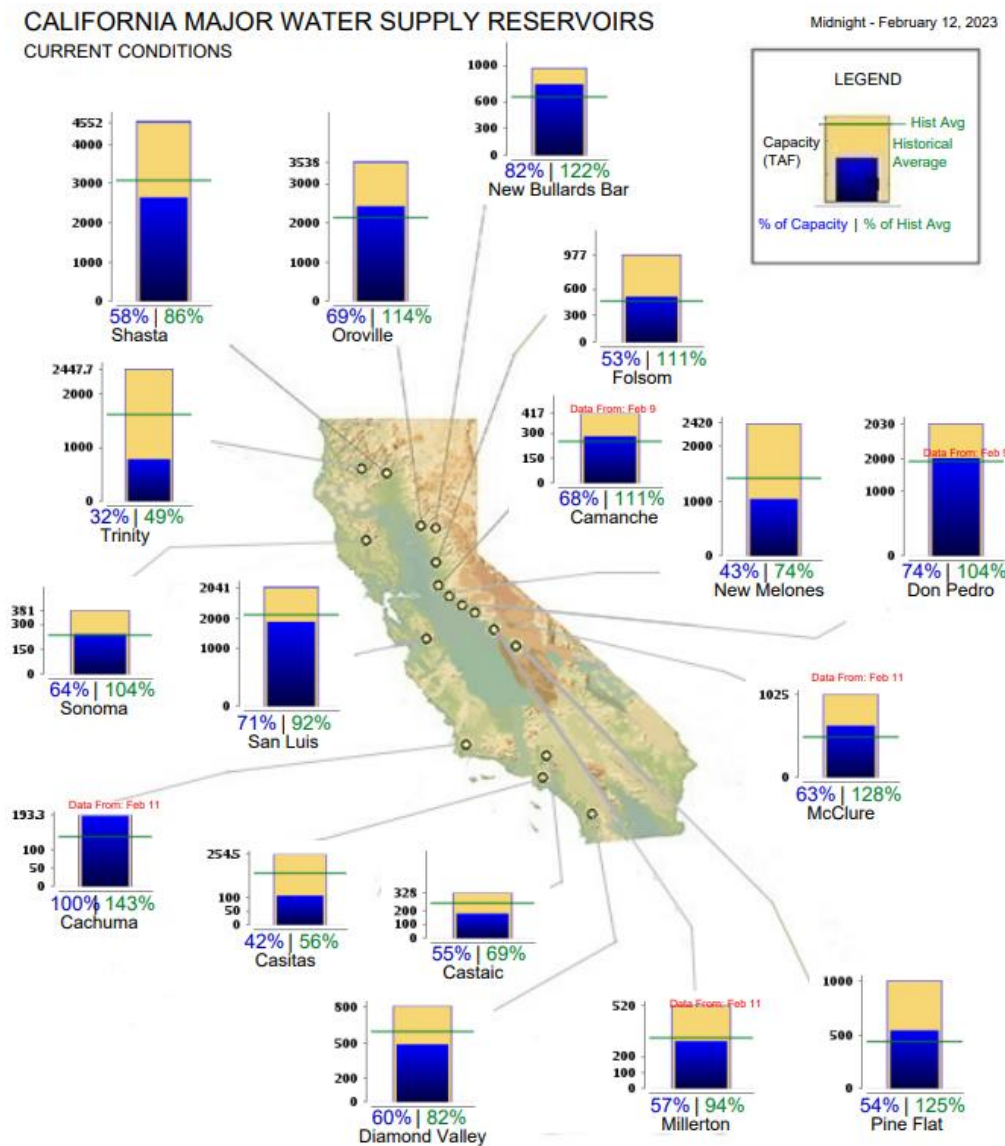 CALIFORNIA MAJOR WATER SUPPLY RESERVOIRS
CURRENT CONDITIONS
Midnight - February 12, 2023
LEGEND
Capacity
(TAF)
Hist Avg
Historical
Average
% of Capacity | % of Hist Avg
4552
4000
3000
2000
1000
0
58% | 86%
Shasta
3538
3000
2000
1000
0
69% | 114%
Oroville
1000
600
300
0
82% | 122%
New Bullards Bar
977
600
300
0
53% | 111%
Folsom
2447.7
2000
1000
0
32% | 49%
Trinity
Data From: Feb 9
417
300
150
0
68% | 111%
Camanche
2420
2000
1000
0
43% | 74%
New Melones
2030
Data From: Feb 9
2000
1000
0
74% | 104%
Don Pedro
381
300
150
0
64% | 104%
Sonoma
2041
2000
1000
0
71% | 92%
San Luis
Data From: Feb 11
1025
0
63% | 128%
McClure
Data From: Feb 11
193.3
100
50
0
100% | 143%
Cachuma
254.5
100
50
0
42% | 56%
Casitas
328
200
100
0
55% | 69%
Castaic
800
500
200
0
60% | 82%
Diamond Valley
Data From: Feb 11
520
200
100
0
57% | 94%
Millerton
1000
500
0
54% | 125%
Pine Flat